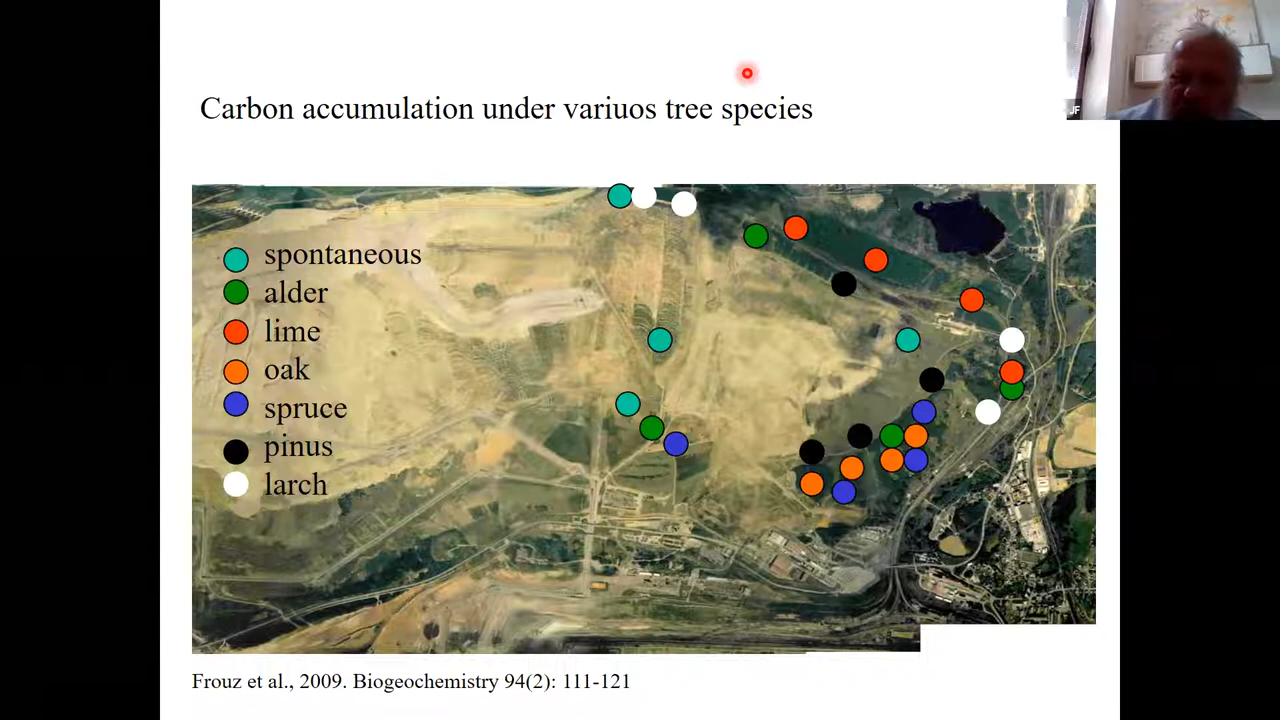 JF
Carbon accumulation under variuos tree species
spontaneous
alder
lime
oak
spruce
pinus
larch
Frouz et al., 2009. Biogeochemistry 94(2): 111-121